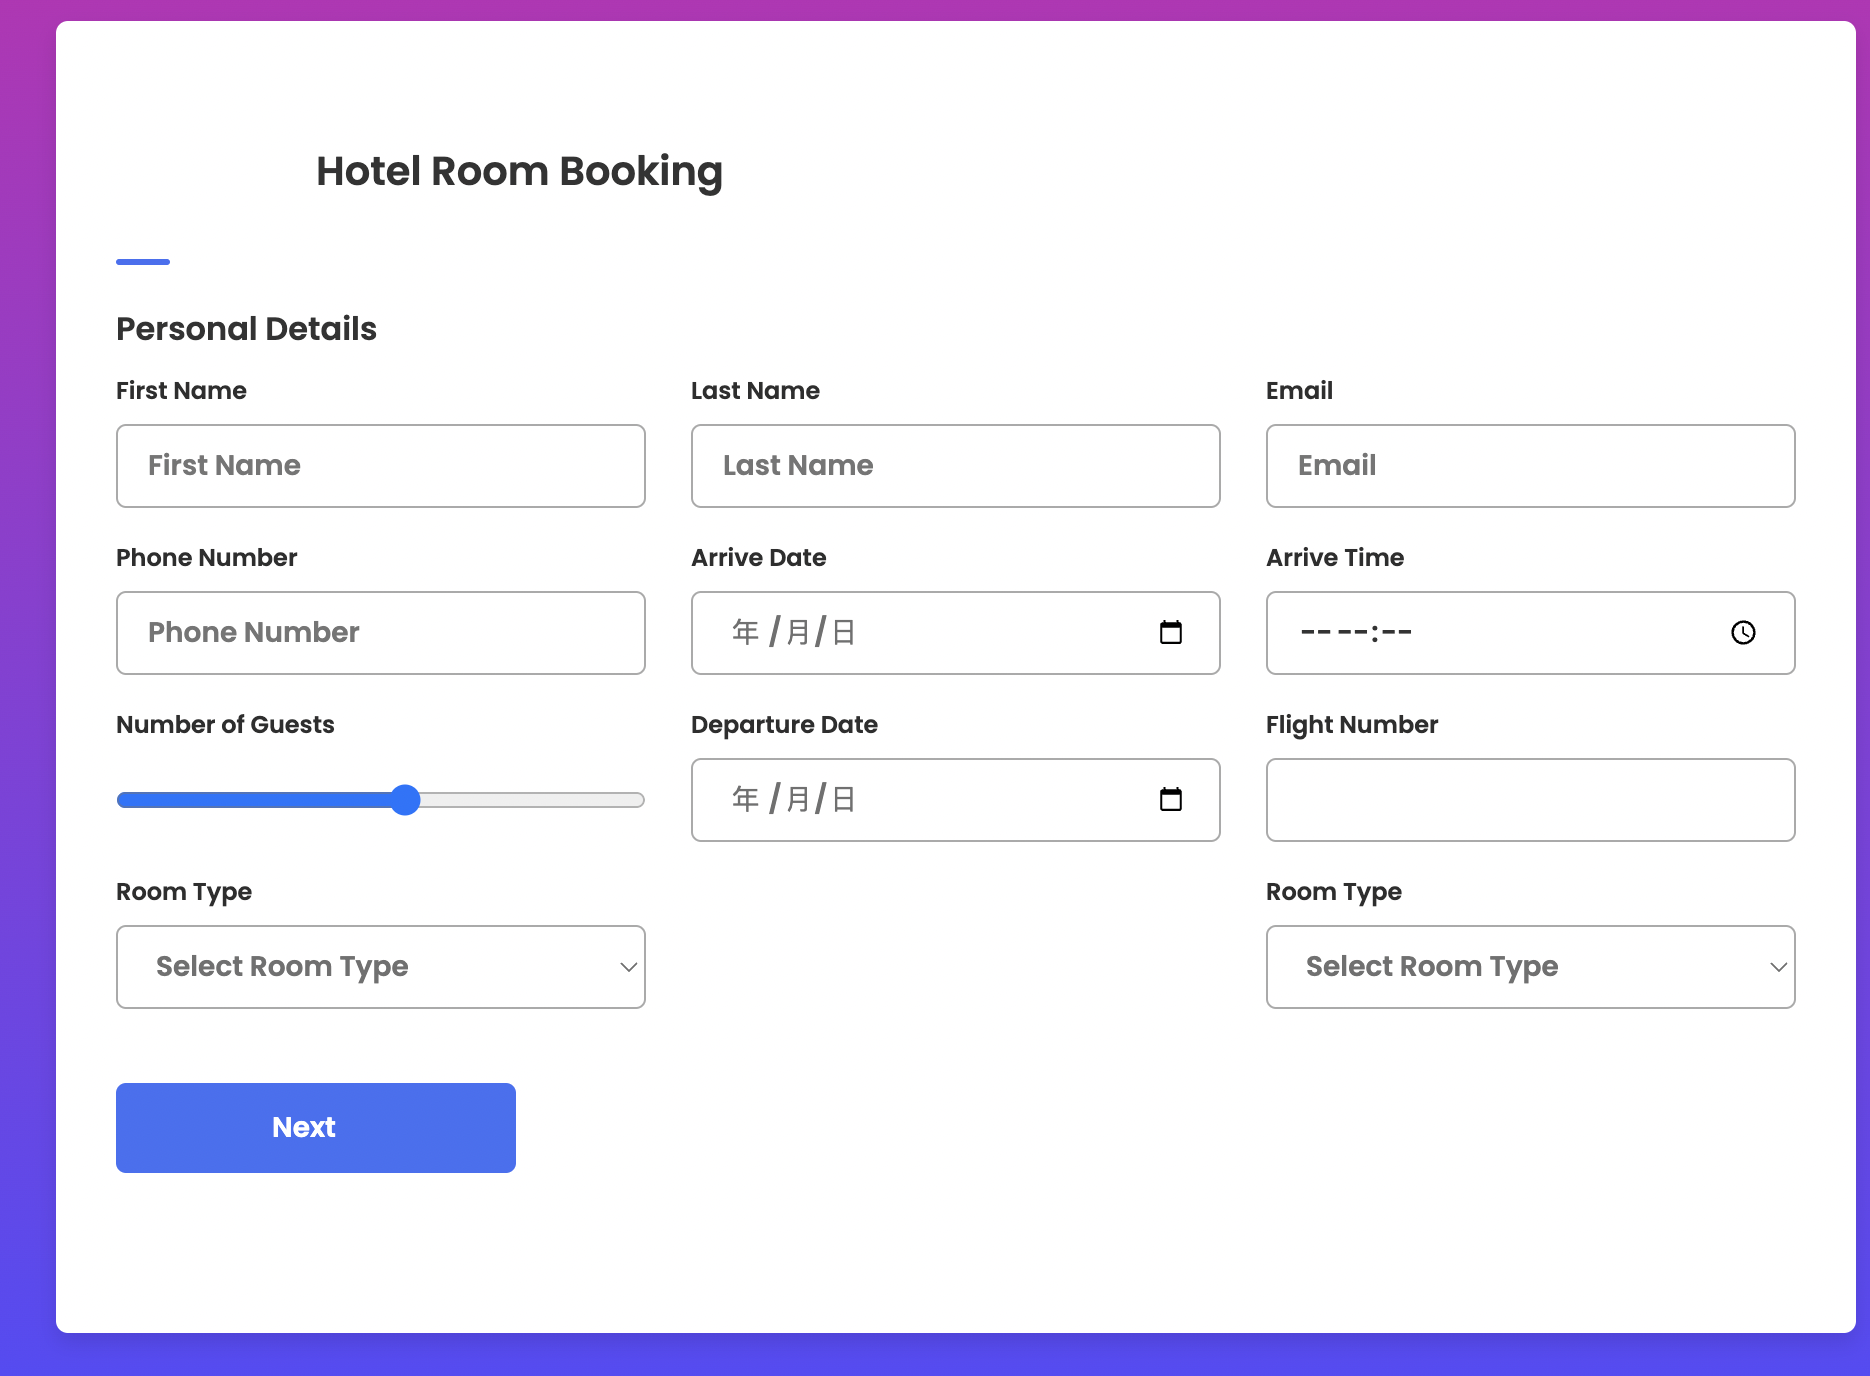 Hotel Room Booking
Personal Details
First Name
Last Name
Email
First Name
Last Name
Email
Phone Number
Arrive Date
Arrive Time
Phone Number
年 /月/日
-- --:--
Number of Guests
Departure Date
Flight Number
年 /月/日
Room Type
Room Type
Select Room Type
Select Room Type
Next